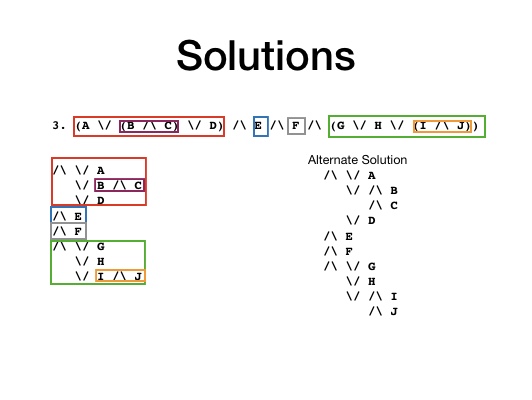 Solutions
3. (A \/ (B /\ C) \/ D) /\ E /\ F /\ (G \/ H \/ (I /\ J))
/\ \/ A
\/ B /\ C
\/ D
/\ E
/\ F
/\ \/ G
\/ H
\/ I /\ J
Alternate Solution
/\ \/ A
\/ /\ B
/\ C
\/ D
/\ E
/\ F
/\ \/ G
\/ H
\/ /\ I
/\ J